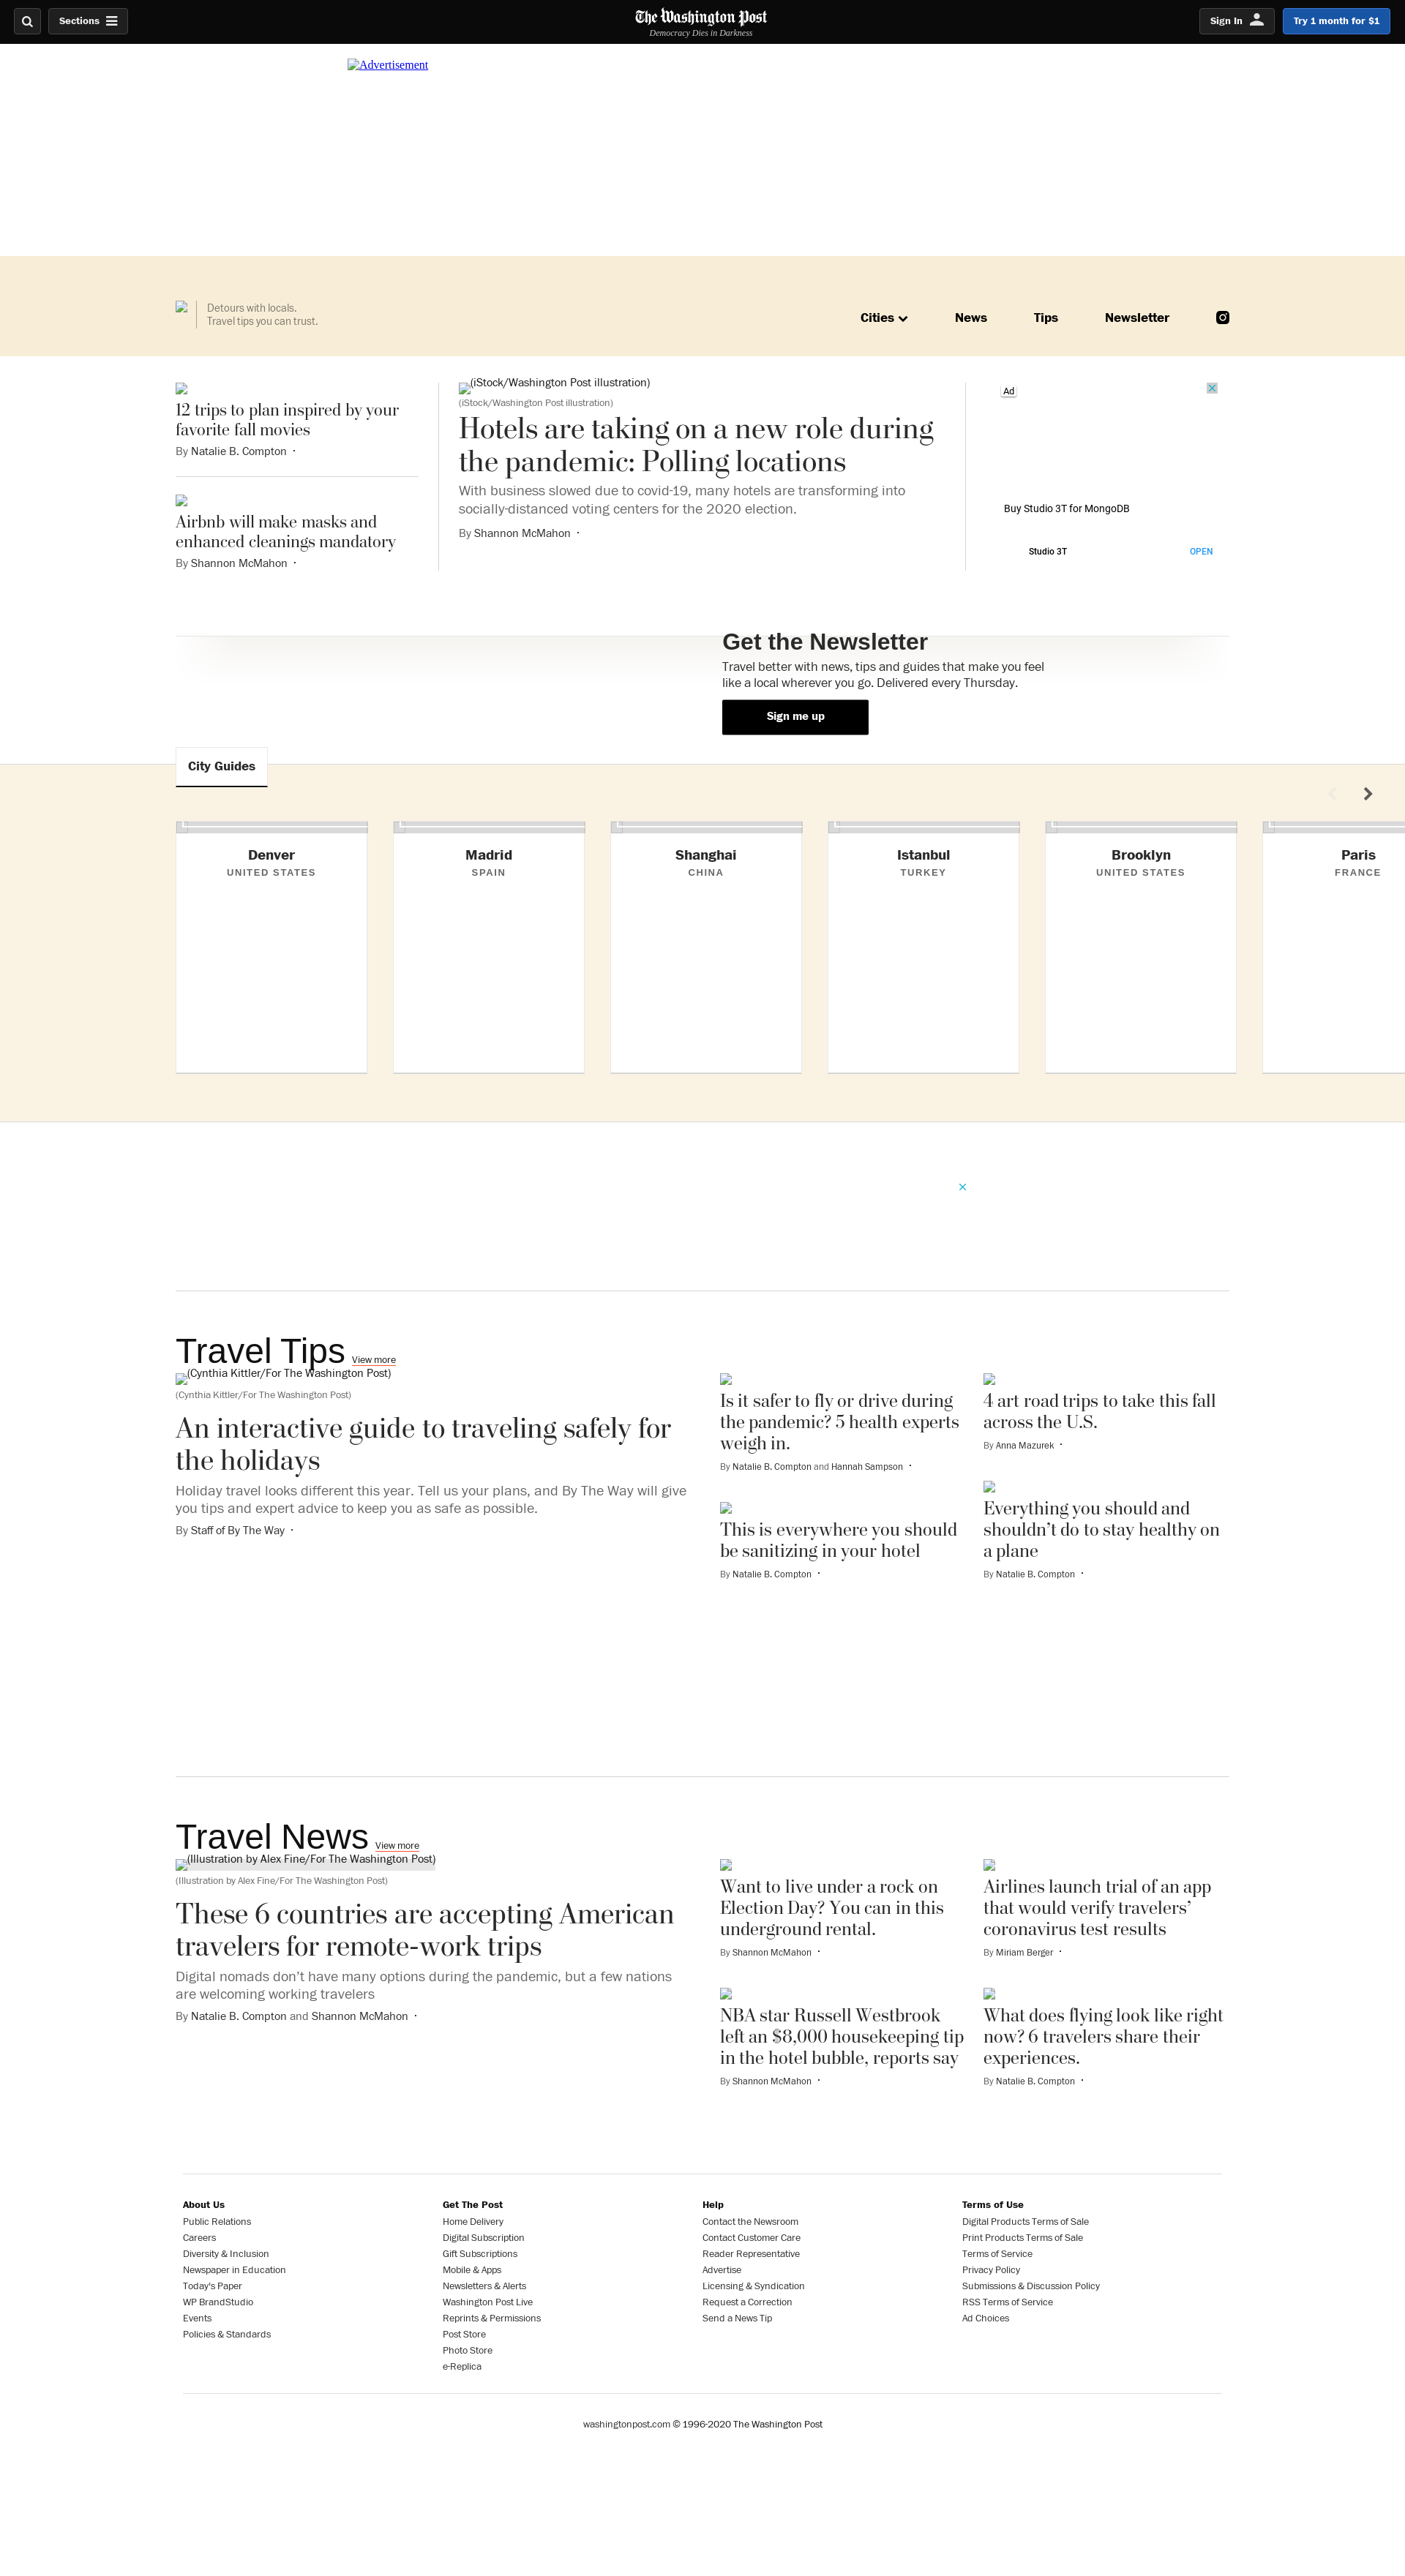 Sections
The Washington Post
Democracy Dies in Darkness
Sign In
Try 1 month for $1
Advertisement
Detours with locals.
Travel tips you can trust.
Cities
News
Tips
Newsletter
12 trips to plan inspired by your
favorite fall movies
By Natalie B. Compton •
Airbnb will make masks and
enhanced cleanings mandatory
By Shannon McMahon •
(iStock/Washington Post illustration)
(iStock/Washington Post illustration)
Hotels are taking on a new role during
the pandemic: Polling locations
With business slowed due to covid-19, many hotels are transforming into
socially-distanced voting centers for the 2020 election.
By Shannon McMahon •
Ad
Buy Studio 3T for MongoDB
Studio 3T
OPEN
Get the Newsletter
Travel better with news, tips and guides that make you feel
like a local wherever you go. Delivered every Thursday.
Sign me up
City Guides
Denver
UNITED STATES
Madrid
SPAIN
Shanghai
CHINA
Istanbul
TURKEY
Brooklyn
UNITED STATES
Paris
FRANCE
Travel Tips View more
(Cynthia Kittler/For The Washington Post)
(Cynthia Kittler/For The Washington Post)
An interactive guide to traveling safely for
the holidays
Holiday travel looks different this year. Tell us your plans, and By The Way will give
you tips and expert advice to keep you as safe as possible.
By Staff of By The Way •
Is it safer to fly or drive during
the pandemic? 5 health experts
weigh in.
By Natalie B. Compton and Hannah Sampson •
This is everywhere you should
be sanitizing in your hotel
By Natalie B. Compton •
4 art road trips to take this fall
across the U.S.
By Anna Mazurek •
Everything you should and
shouldn’t do to stay healthy on
a plane
By Natalie B. Compton •
Travel News View more
(Illustration by Alex Fine/For The Washington Post)
(Illustration by Alex Fine/For The Washington Post)
These 6 countries are accepting American
travelers for remote-work trips
Digital nomads don’t have many options during the pandemic, but a few nations
are welcoming working travelers
By Natalie B. Compton and Shannon McMahon •
Want to live under a rock on
Election Day? You can in this
underground rental.
By Shannon McMahon •
NBA star Russell Westbrook
left an $8,000 housekeeping tip
in the hotel bubble, reports say
By Shannon McMahon •
Airlines launch trial of an app
that would verify travelers’
coronavirus test results
By Miriam Berger •
What does flying look like right
now? 6 travelers share their
experiences.
By Natalie B. Compton •
About Us
Public Relations
Careers
Diversity & Inclusion
Newspaper in Education
Today's Paper
WP BrandStudio
Events
Policies & Standards
Get The Post
Home Delivery
Digital Subscription
Gift Subscriptions
Mobile & Apps
Newsletters & Alerts
Washington Post Live
Reprints & Permissions
Post Store
Photo Store
e-Replica
Help
Contact the Newsroom
Contact Customer Care
Reader Representative
Advertise
Licensing & Syndication
Request a Correction
Send a News Tip
Terms of Use
Digital Products Terms of Sale
Print Products Terms of Sale
Terms of Service
Privacy Policy
Submissions & Discussion Policy
RSS Terms of Service
Ad Choices
washingtonpost.com © 1996-2020 The Washington Post